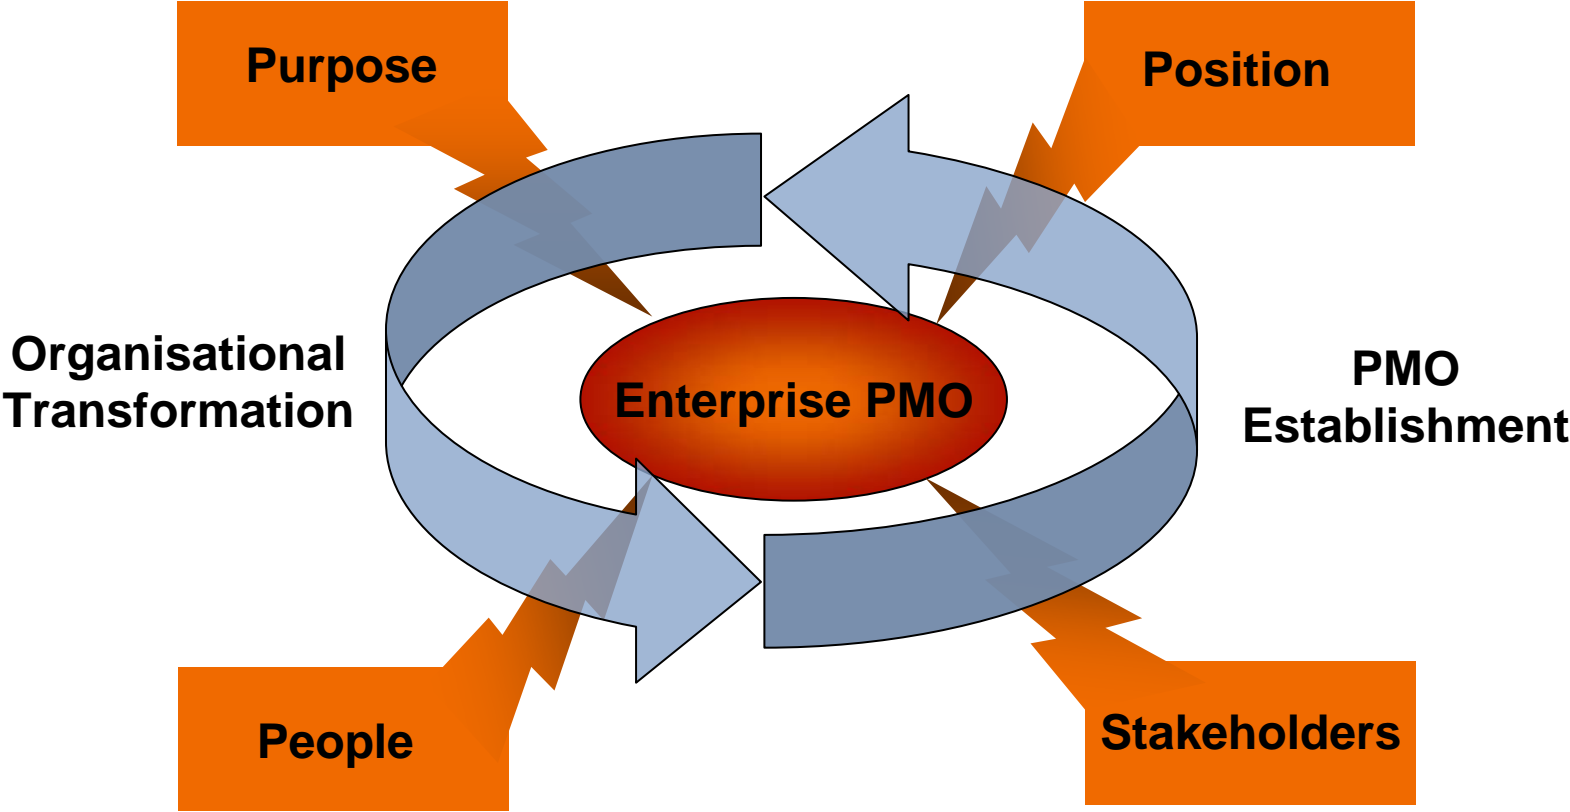 Purpose
Position
Organisational
Transformation
Enterprise PMO
PMO
Establishment
People
Stakeholders